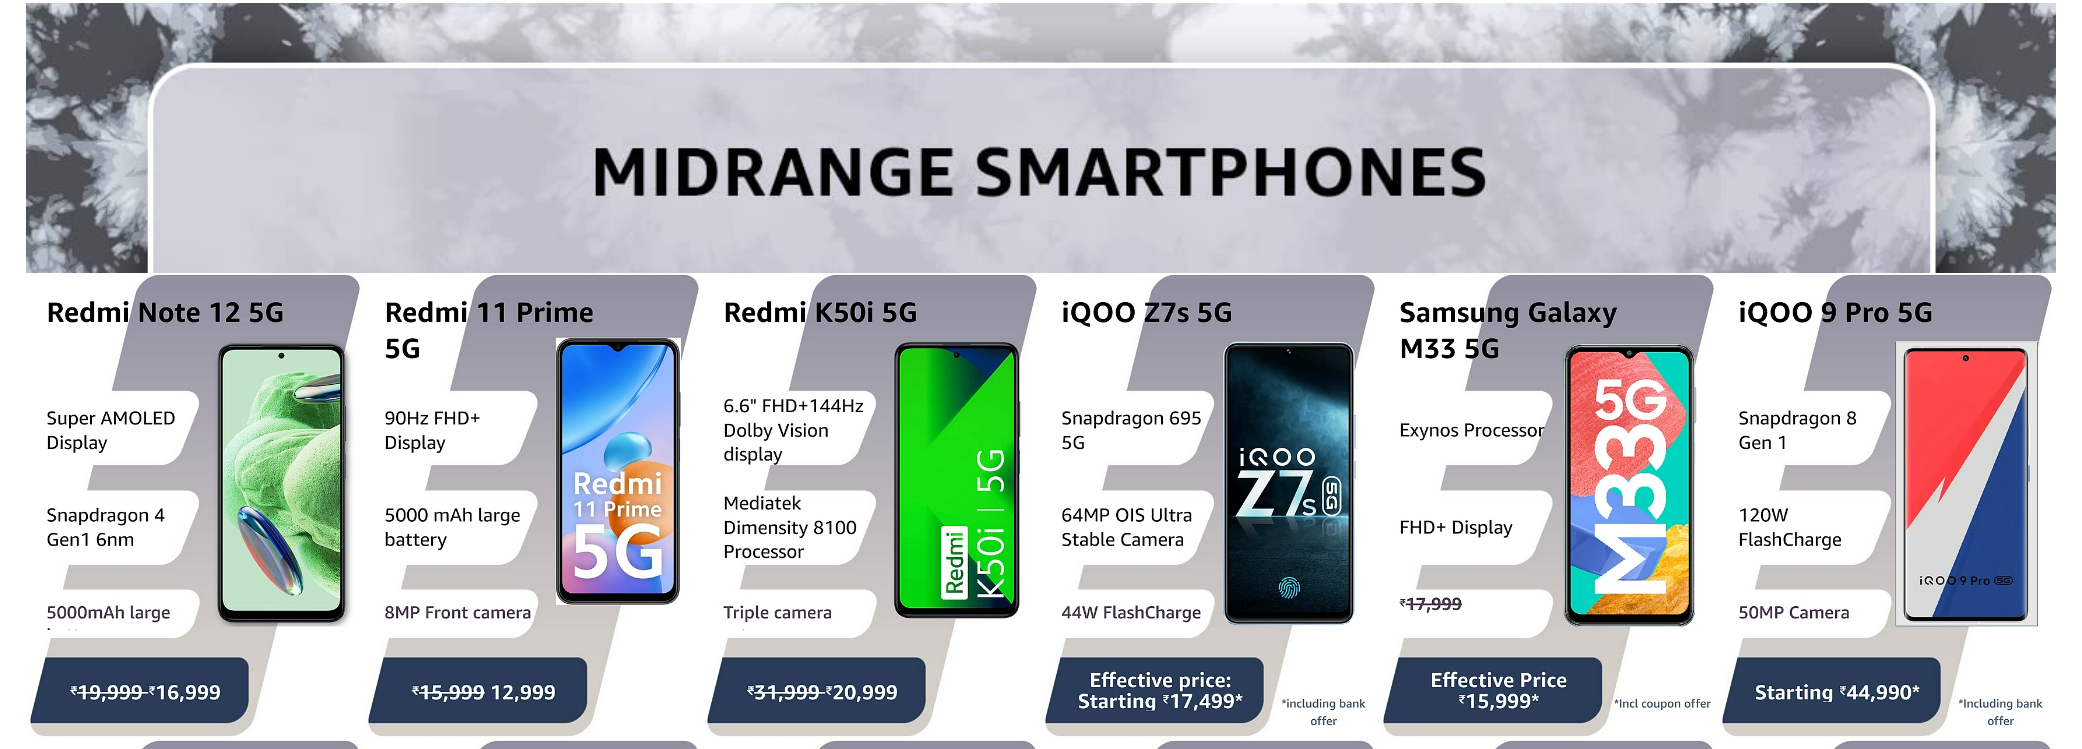 MIDRANGE SMARTPHONES
Redmi Note 12 5G
Super AMOLED
Display
Snapdragon 4
Gen1 6nm
5000mAh large
₹19,999 ₹16,999
Redmi 11 Prime
5G
90Hz FHD+
Display
5000 mAh large
battery
8MP Front camera
Redmi
11 Prime
5G
₹15,999 12,999
Redmi K50i 5G
6.6" FHD+144Hz
Dolby Vision
display
Mediatek
Dimensity 8100
Processor
Triple camera
Redmi K50i | 5G
₹31,999 ₹20,999
iQOO Z7s 5G
Snapdragon 695
5G
64MP OIS Ultra
Stable Camera
44W FlashCharge
iQOO
Z7s 5G
Effective price:
Starting ₹17,499*
*including bank
offer
Samsung Galaxy
M33 5G
Exynos Processor
FHD+ Display
₹17,999
M33 5G
Effective Price
₹15,999*
*Incl coupon offer
iQOO 9 Pro 5G
Snapdragon 8
Gen 1
120W
FlashCharge
50MP Camera
iQOO 9 Pro 5G
Starting ₹44,990*
*Including bank
offer